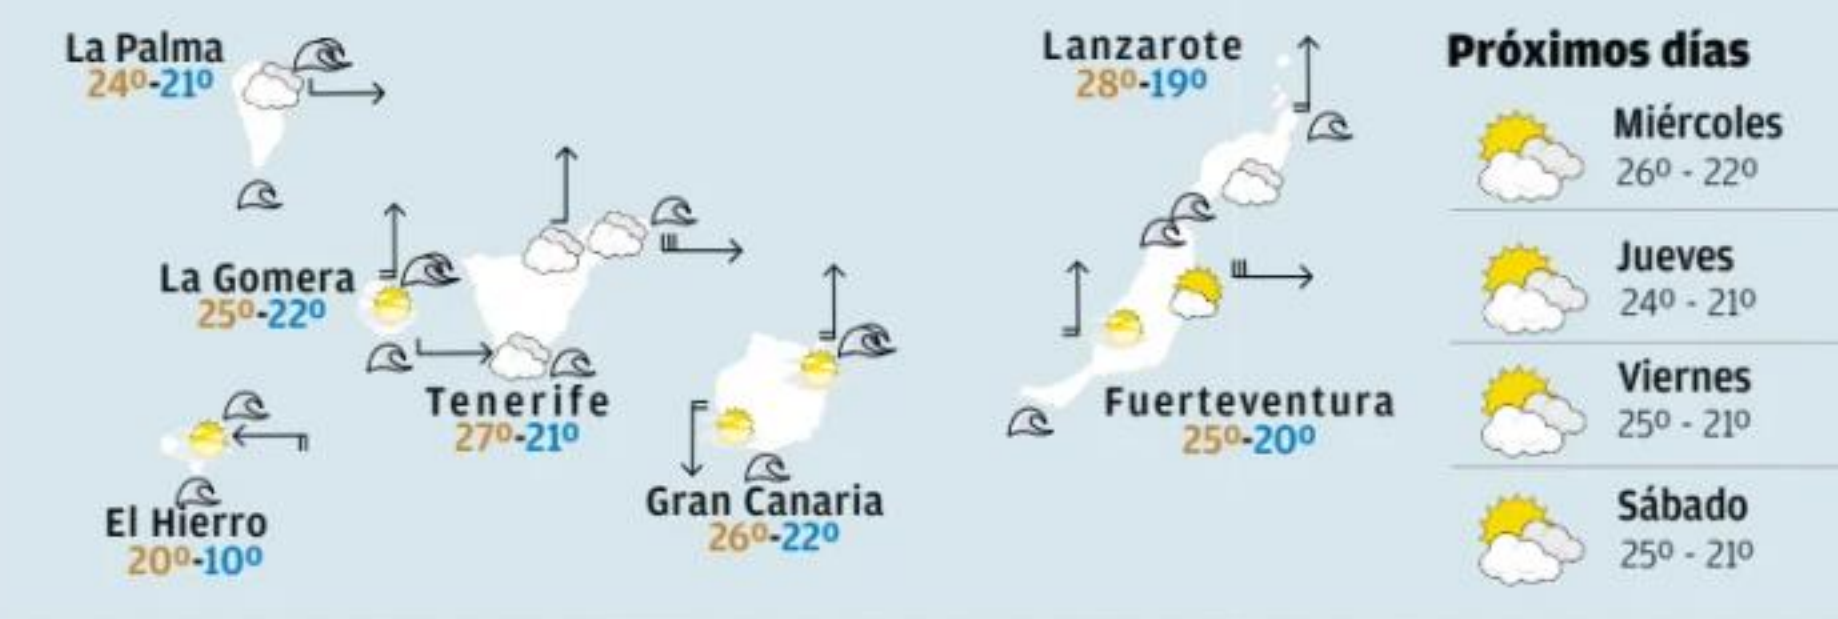 La Palma
24º-21º
La Gomera
25º-22º
El Hierro
20º-10º
Tenerife
27º-21º
Gran Canaria
26º-22º
Lanzarote
28º-19º
Fuerteventura
25º-20º
Próximos días
Miércoles
26º - 22º
Jueves
24º - 21º
Viernes
25º - 21º
Sábado
25º - 21º